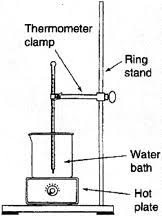 Thermometer
clamp
Ring
stand
Water
bath
Hot
plate